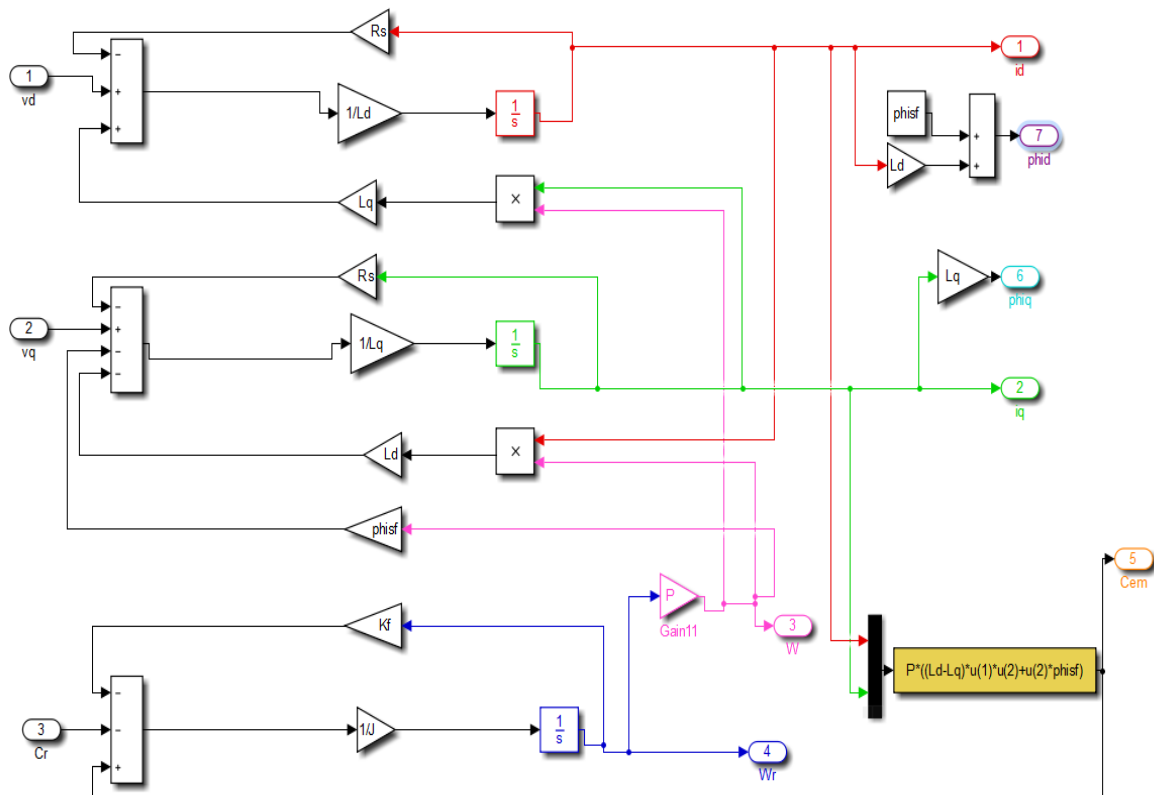 Rs
1
id
−
1
vd
+
+
1/Ld
1
s
phisf
+
+
7
phid
Ld
Lq
×
Rs
−
2
vq
+
−
−
1/Lq
1
s
Lq
6
phiq
2
iq
Ld
×
phisf
5
Cem
P
Gain11
3
W
Kf
P*((Ld-Lq)*u(1)*u(2)+u(2)*phisf)
−
3
Cr
−
+
1/J
1
s
4
Wr